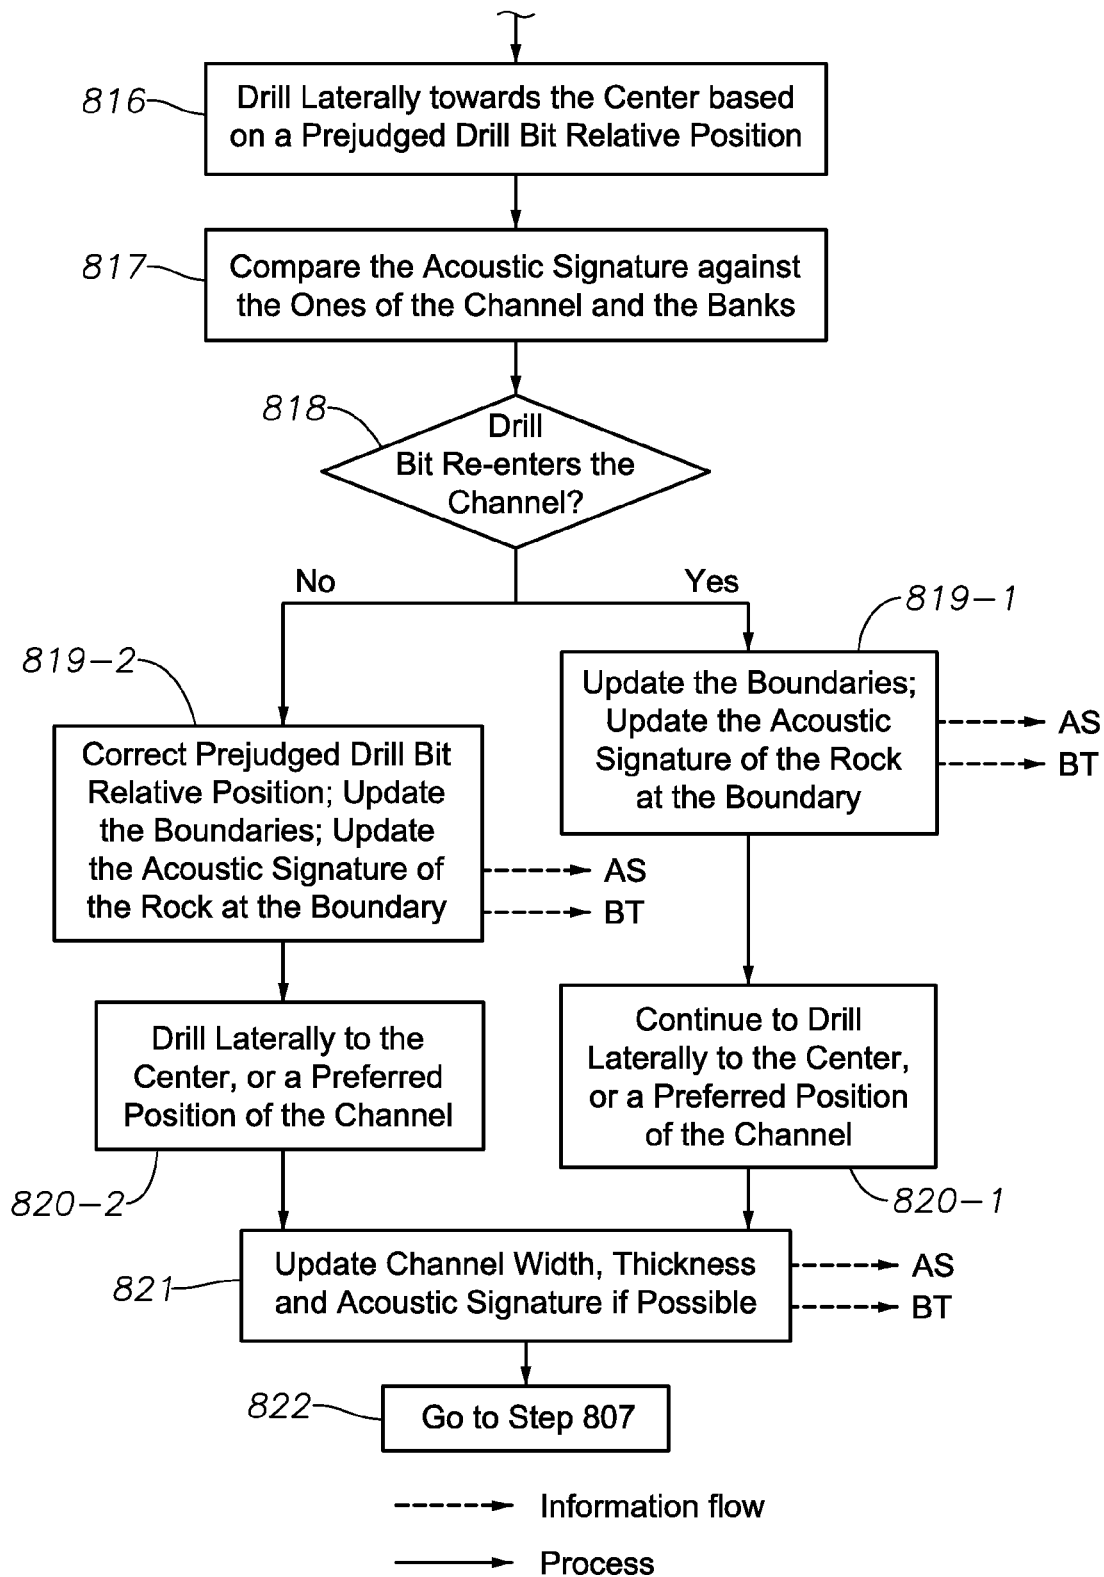 816
Drill Laterally towards the Center based
on a Prejudged Drill Bit Relative Position
817
Compare the Acoustic Signature against
the Ones of the Channel and the Banks
818
Drill
Bit Re-enters the
Channel?
No
Yes
819-1
Update the Boundaries;
Update the Acoustic
Signature of the Rock
at the Boundary
AS
BT
819-2
Correct Prejudged Drill Bit
Relative Position; Update
the Boundaries; Update
the Acoustic Signature of
the Rock at the Boundary
AS
BT
Drill Laterally to the
Center, or a Preferred
Position of the Channel
820-2
Continue to Drill
Laterally to the Center,
or a Preferred Position
of the Channel
820-1
821
Update Channel Width, Thickness
and Acoustic Signature if Possible
AS
BT
822
Go to Step 807
Information flow
Process